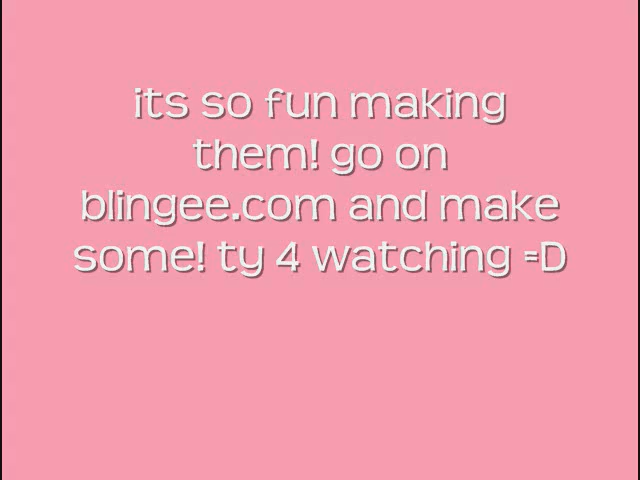 its so fun making
them! go on
blingee.com and make
some! ty 4 watching =D